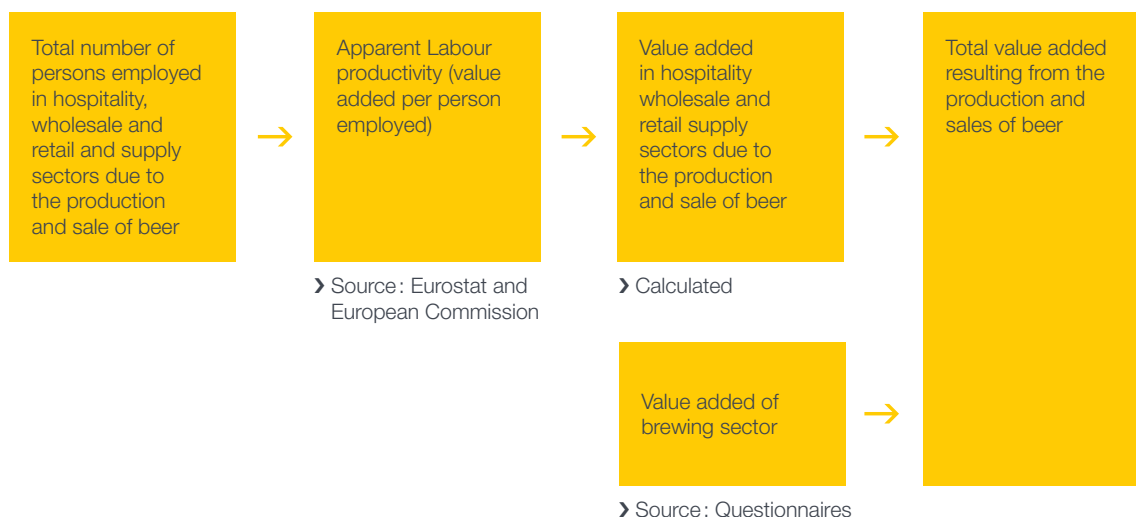 Total number of
persons employed
in hospitality,
wholesale and
retail and supply
sectors due to
the production
and sale of beer
Apparent Labour
productivity (value
added per person
employed)
❯ Source: Eurostat and
European Commission
Value added
in hospitality
wholesale and
retail supply
sectors due to
the production
and sale of beer
❯ Calculated
Value added of
brewing sector
❯ Source: Questionnaires
Total value added
resulting from the
production and
sales of beer